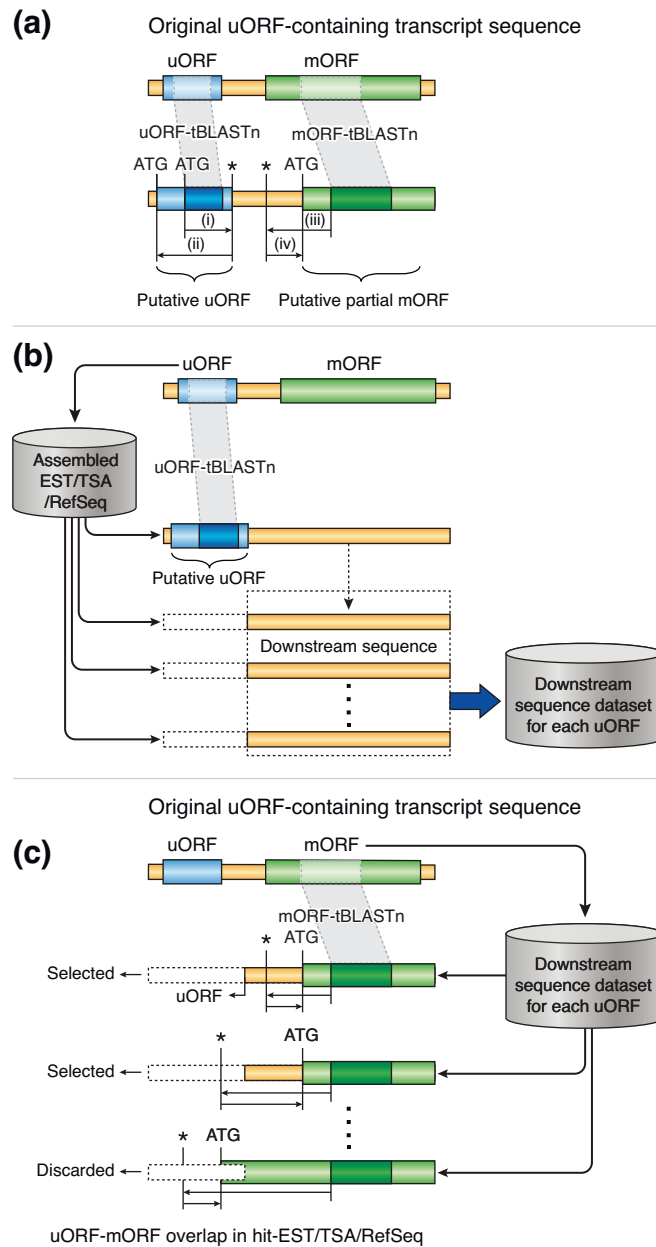 (a)
Original uORF-containing transcript sequence
uORF mORF
uORF-tBLASTn mORF-tBLASTn
ATG ATG * * ATG
(i) (iii)
(ii) (iv)
Putative uORF Putative partial mORF
(b)
uORF mORF
Assembled
EST/TSA
/RefSeq
uORF-tBLASTn
Putative uORF
Downstream sequence
Downstream
sequence dataset
for each uORF
Original uORF-containing transcript sequence
(c)
uORF mORF
mORF-tBLASTn
* ATG
Selected
uORF
Downstream
sequence dataset
for each uORF
* ATG
Selected
* ATG
Discarded
uORF-mORF overlap in hit-EST/TSA/RefSeq